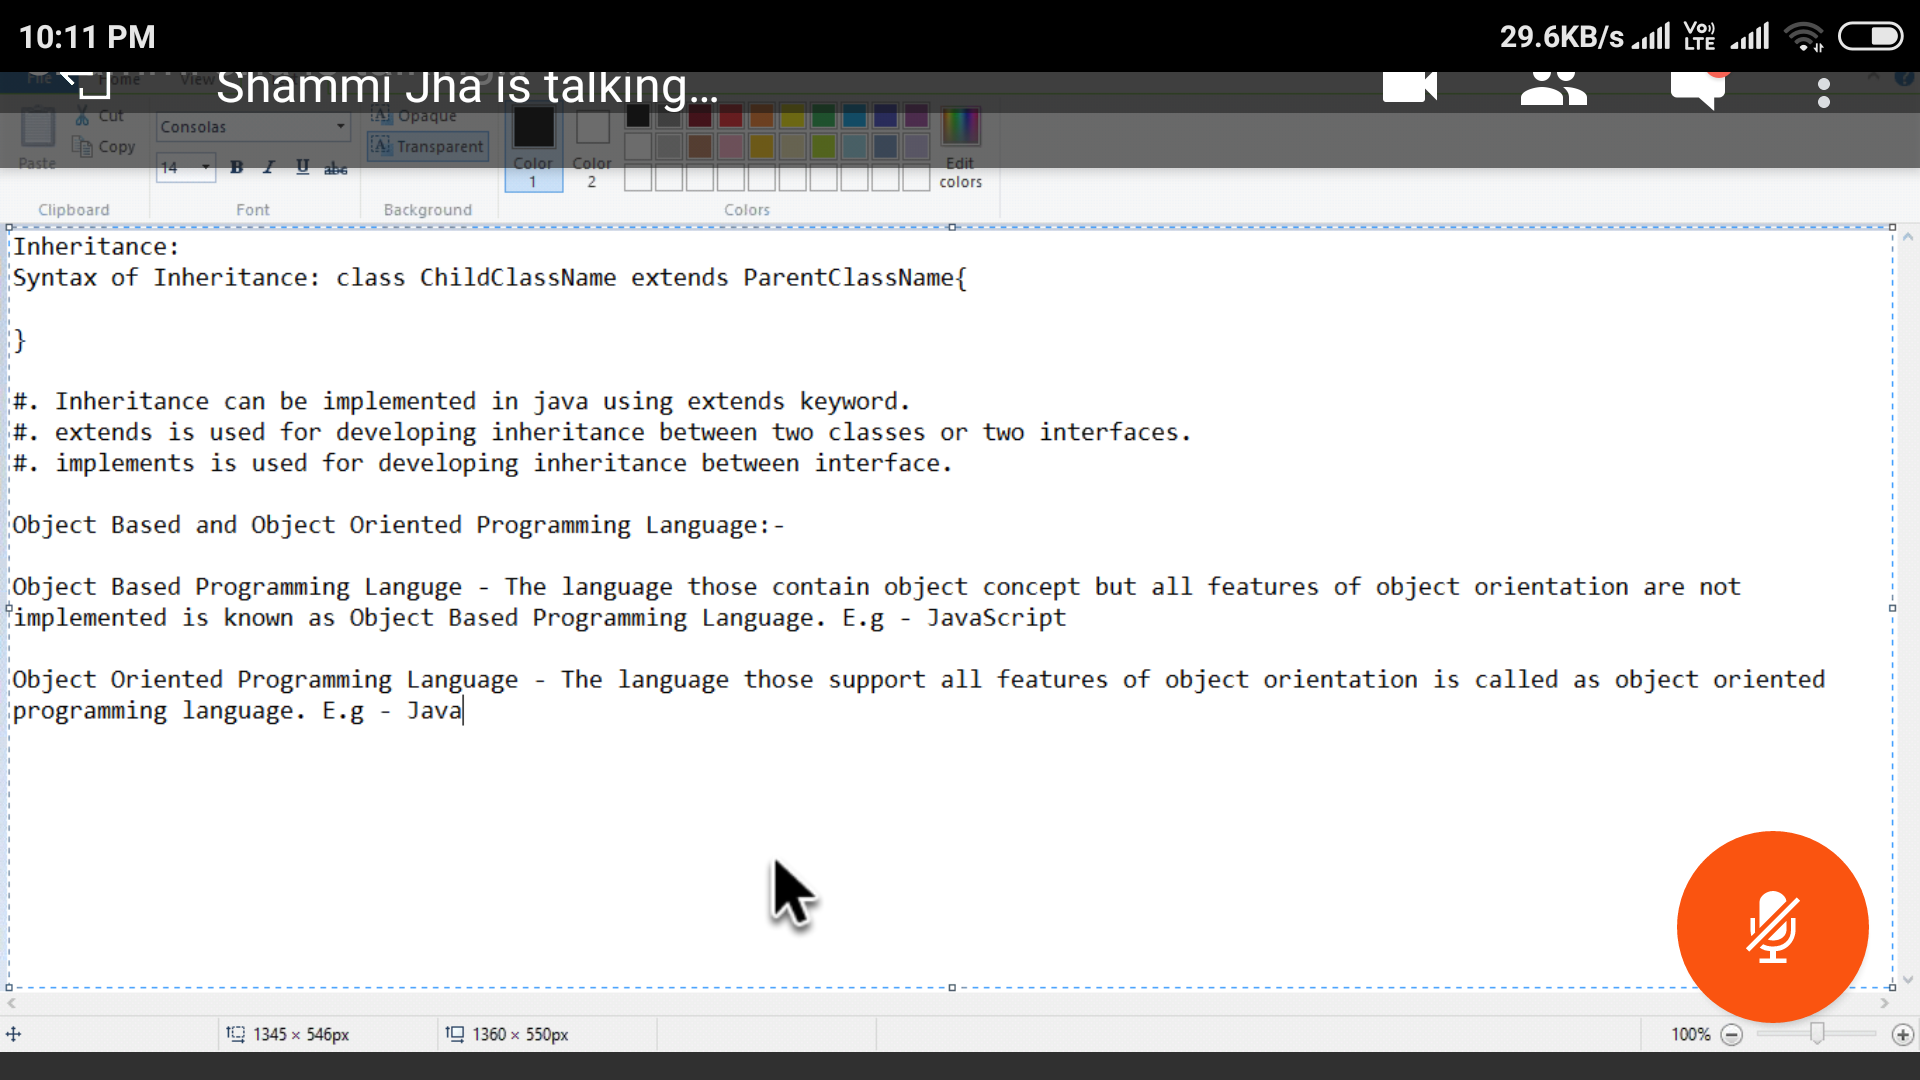 10:11 PM
29.6KB/s
Vo))
LTE
Home
View
Shammi Jha is talking...
Cut
Copy
Paste
Consolas
14
B I U abc
Opaque
Transparent
Color
1
Color
2
Edit
colors
Clipboard
Font
Background
Colors
Inheritance:
Syntax of Inheritance: class ChildClassName extends ParentClassName{
}
#. Inheritance can be implemented in java using extends keyword.
#. extends is used for developing inheritance between two classes or two interfaces.
#. implements is used for developing inheritance between interface.
Object Based and Object Oriented Programming Language:-
Object Based Programming Languge - The language those contain object concept but all features of object orientation are not
implemented is known as Object Based Programming Language. E.g - JavaScript
Object Oriented Programming Language - The language those support all features of object orientation is called as object oriented
programming language. E.g - Java
1345 × 546px
1360 × 550px
100%